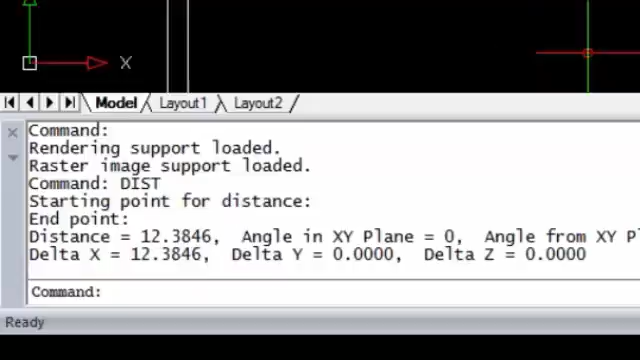 X
Model Layout1 Layout2
Command:
Rendering support loaded.
Raster image support loaded.
Command: DIST
Starting point for distance:
End point:
Distance = 12.3846, Angle in XY Plane = 0, Angle from XY
Delta X = 12.3846, Delta Y = 0.0000, Delta Z = 0.0000
Command:
Ready